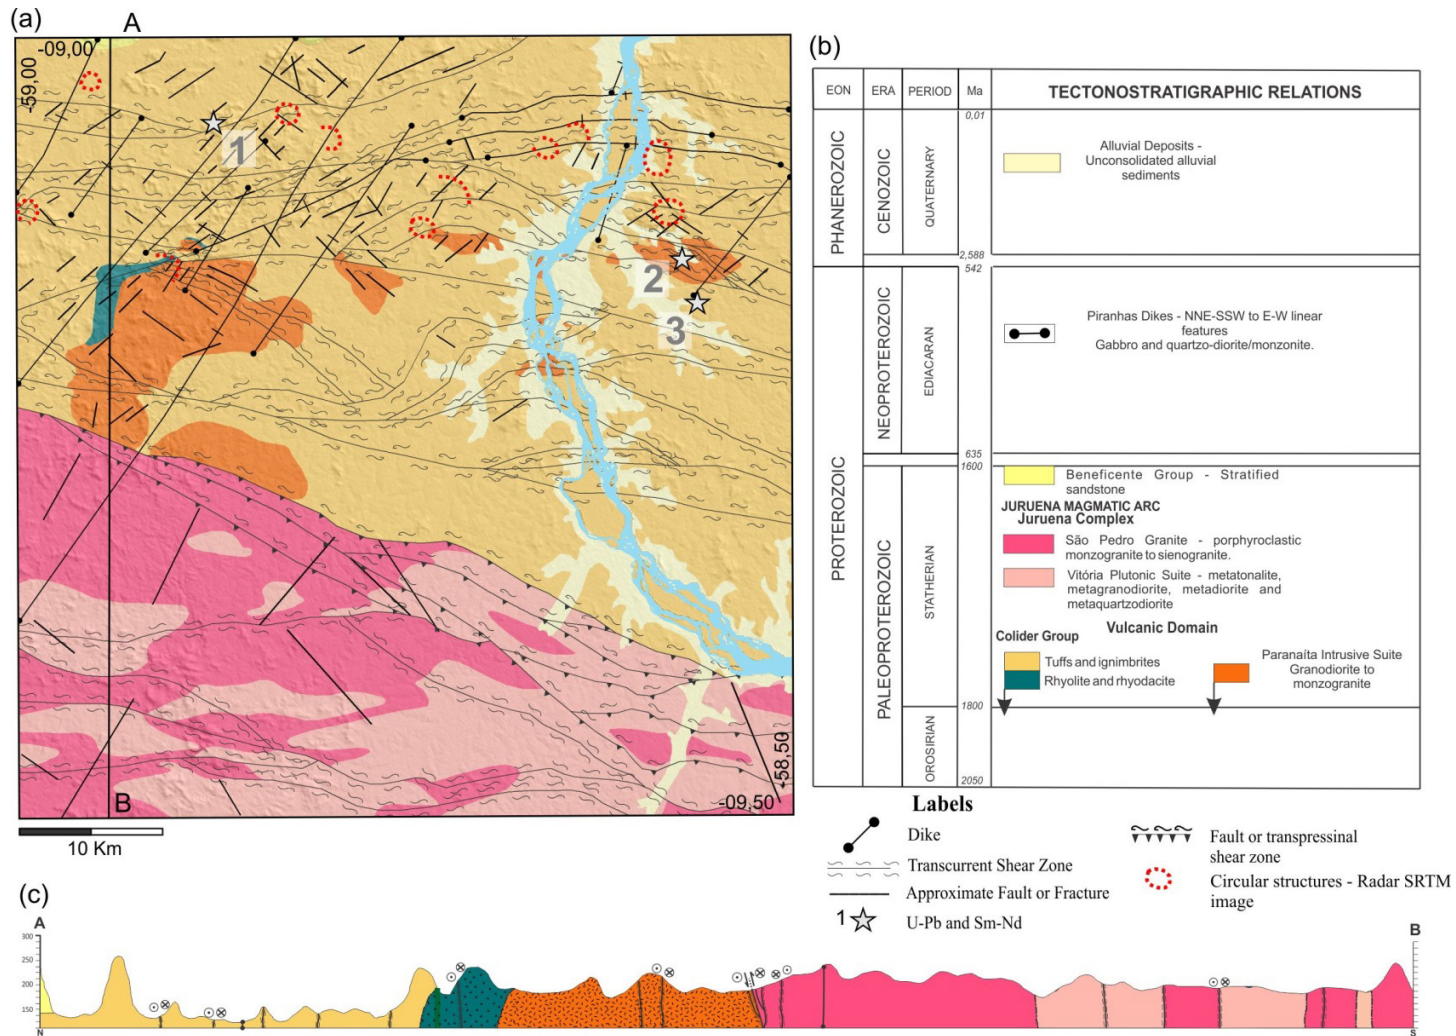 (a)
A
-09,00
-59,00
1
2
3
-58,50
-09,50
B
10 Km
(b)
EON
ERA
PERIOD
Ma
TECTONOSTRATIGRAPHIC RELATIONS
PHANEROZOIC
CENOZOIC
QUATERNARY
0,01
Alluvial Deposits -
Unconsolidated alluvial
sediments
2,588
PROTEROZOIC
NEOPROTEROZOIC
EDIACARAN
542
Piranhas Dikes - NNE-SSW to E-W linear
features
Gabbro and quartzo-diorite/monzonite.
635
PALEOPROTEROZOIC
STATHERIAN
1600
Beneficente Group - Stratified
sandstone
JURUENA MAGMATIC ARC
Juruena Complex
São Pedro Granite - porphyroclastic
monzogranite to sienogranite.
Vitória Plutonic Suite - metatonalite,
metagranodiorite, metadiorite and
metaquartzodiorite
Vulcanic Domain
Colider Group
Tuffs and ignimbrites
Rhyolite and rhyodacite
Paranaíta Intrusive Suite
Granodiorite to
monzogranite
1800
OROSIRIAN
2050
Labels
Dike
Transcurrent Shear Zone
Approximate Fault or Fracture
1 U-Pb and Sm-Nd
Fault or transpressinal
shear zone
Circular structures - Radar SRTM
image
(c)
A
300
250
200
150
N
B
S